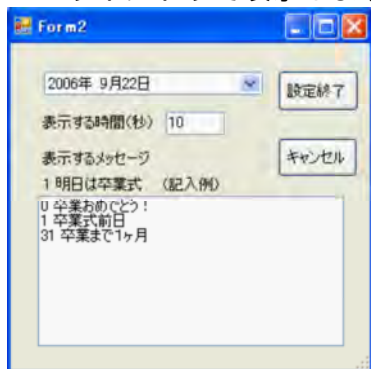 Form2
2006年 9月22日
設定終了
表示する時間(秒) 10
表示するメッセージ
キャンセル
1 明日は卒業式 (記入例)
0 卒業おめでとう!
1 卒業式前日
31 卒業まで1ヶ月